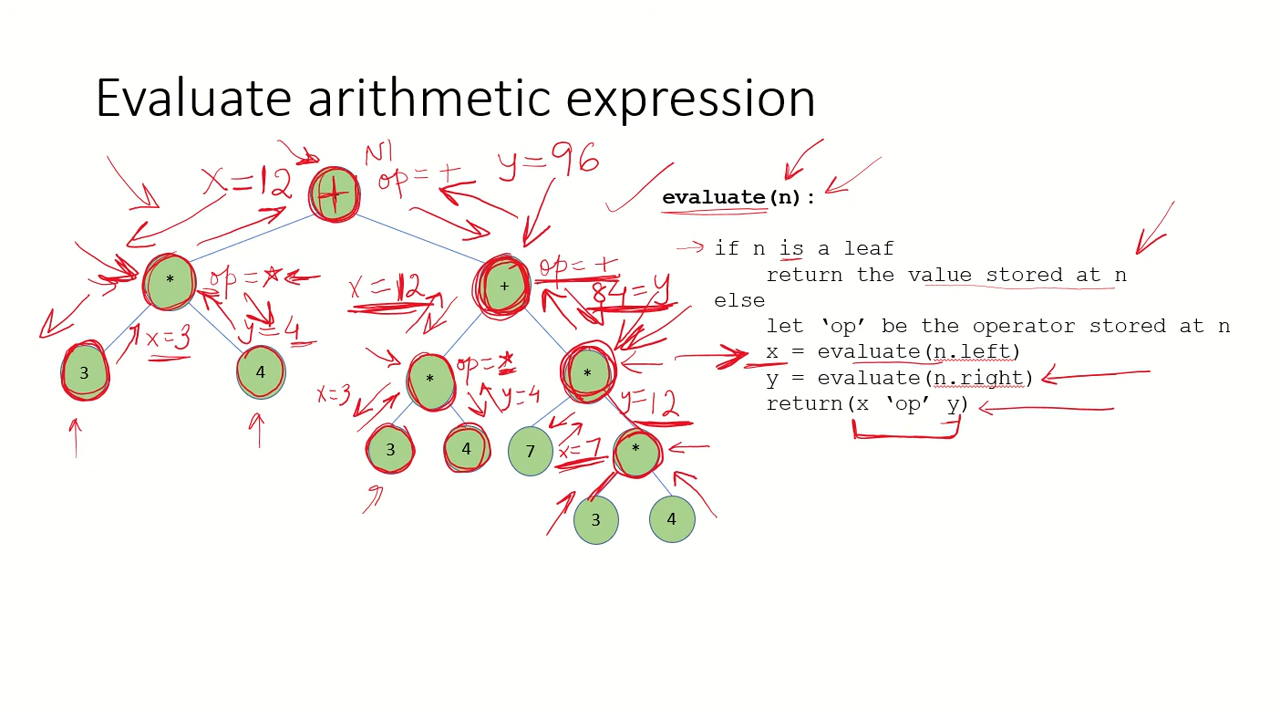 Evaluate arithmetic expression
N1
x=12
op=+
y=96
+
*
op=*
x=3
y=4
3
4
+
op=+
x=12
84=y
*
op=*
x=3
y=4
3
4
*
y=12
7
x=7
*
3
4
evaluate(n):
if n is a leaf
return the value stored at n
else
let ‘op’ be the operator stored at n
x = evaluate(n.left)
y = evaluate(n.right)
return(x ‘op’ y)